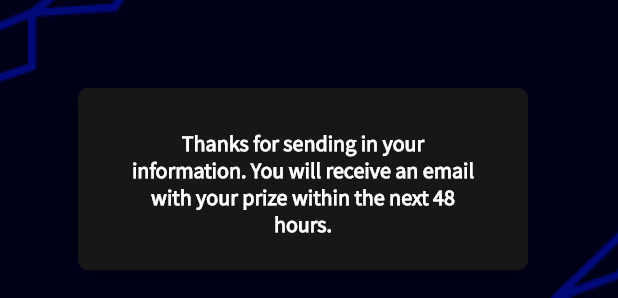 Thanks for sending in your
information. You will receive an email
with your prize within the next 48
hours.